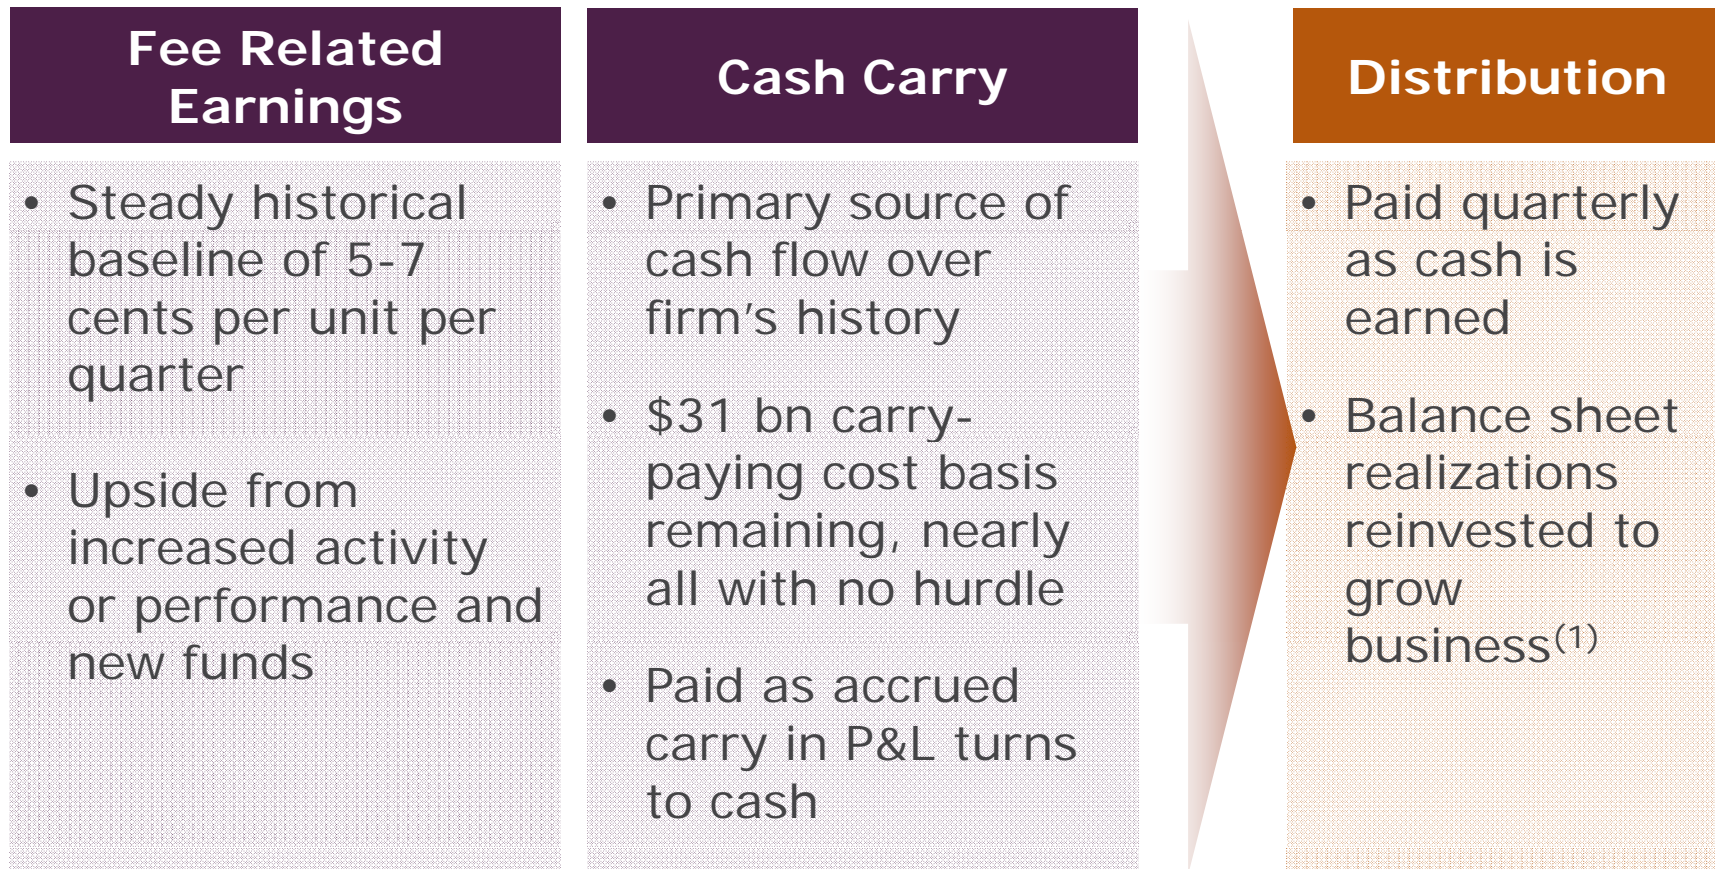 Fee Related
Earnings
• Steady historical
baseline of 5-7
cents per unit per
quarter
• Upside from
increased activity
or performance and
new funds
Cash Carry
• Primary source of
cash flow over
firm’s history
• $31 bn carry-
paying cost basis
remaining, nearly
all with no hurdle
• Paid as accrued
carry in P&L turns
to cash
Distribution
• Paid quarterly
as cash is
earned
• Balance sheet
realizations
reinvested to
grow
business(1)